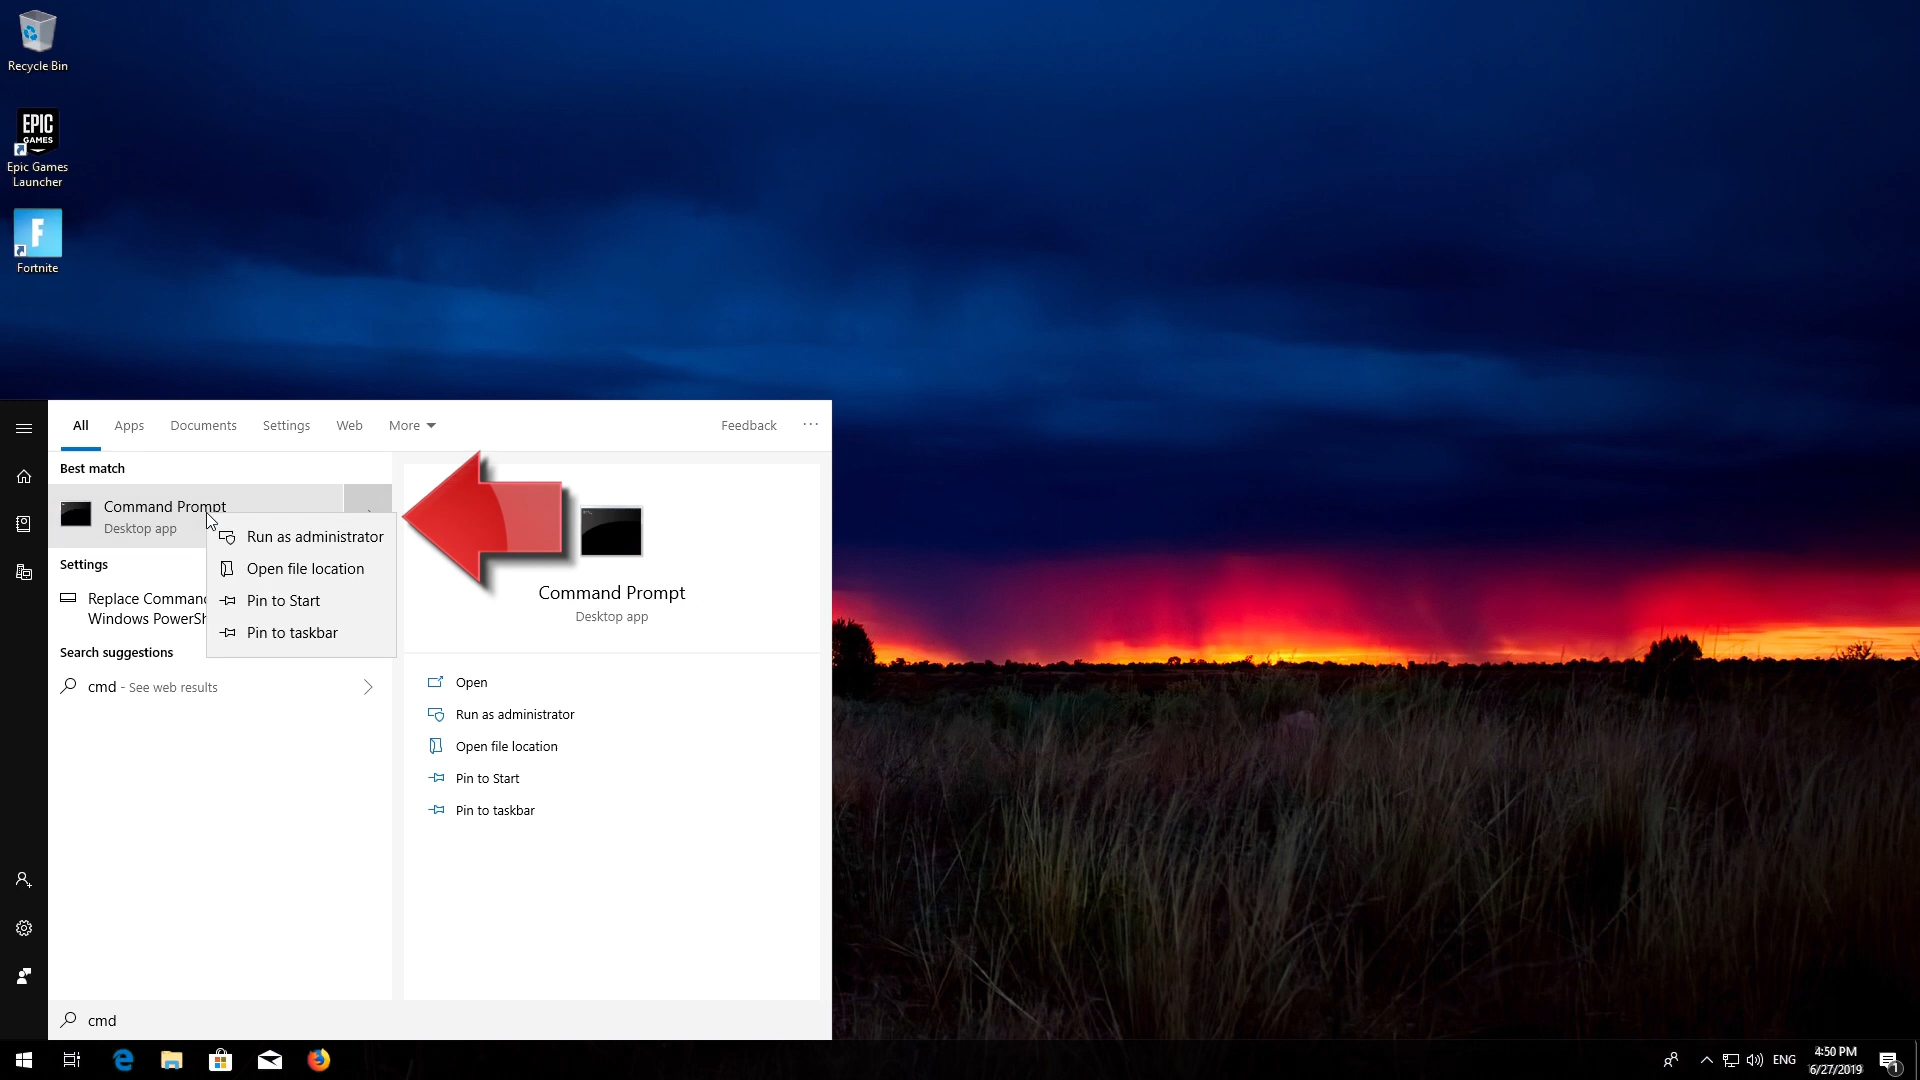 Recycle Bin
EPIC
GAMES
Epic Games
Launcher
F
Fortnite
All Apps Documents Settings Web More Feedback ...
Best match
Command Prompt
Desktop app
Run as administrator
Open file location
Pin to Start
Pin to taskbar
Settings
Replace Comman
Windows PowerSh
Search suggestions
cmd - See web results
Command Prompt
Desktop app
Open
Run as administrator
Open file location
Pin to Start
Pin to taskbar
cmd
ENG
4:50 PM
6/27/2019
1